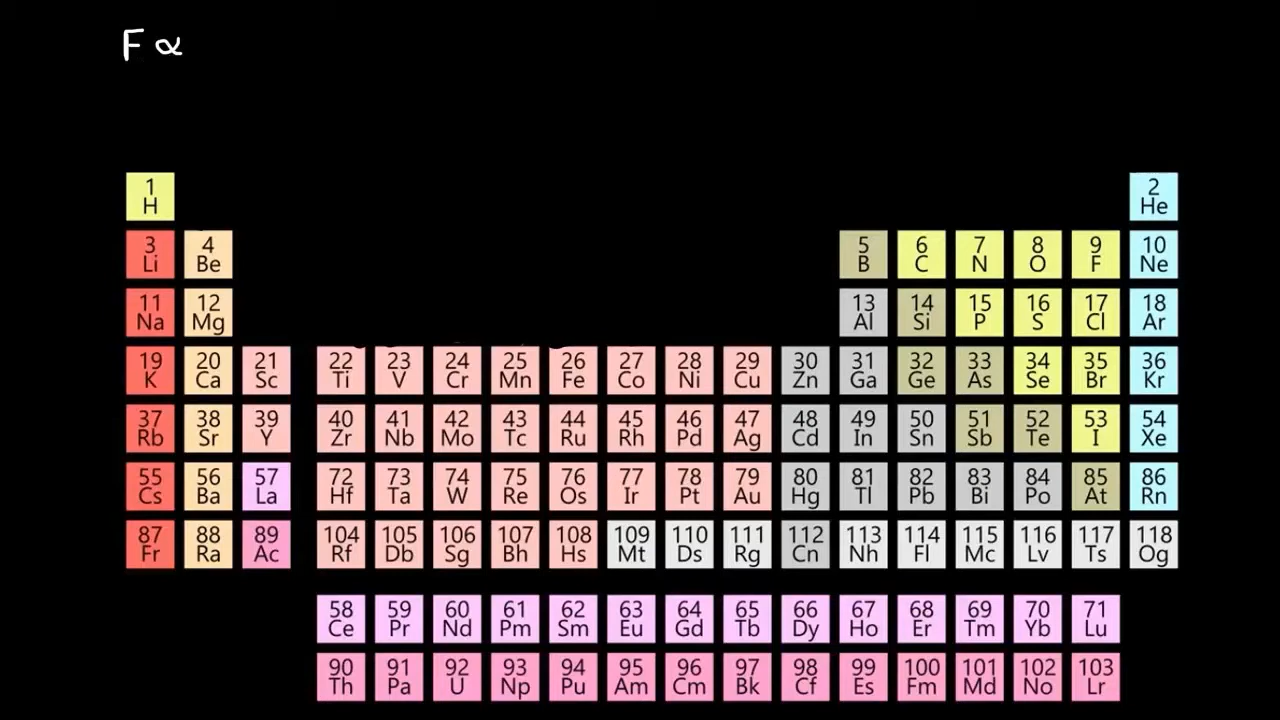 F ∝
1 2
H He
3 4 5 6 7 8 9 10
Li Be B C N O F Ne
11 12 13 14 15 16 17 18
Na Mg Al Si P S Cl Ar
19 20 21 22 23 24 25 26 27 28 29 30 31 32 33 34 35 36
K Ca Sc Ti V Cr Mn Fe Co Ni Cu Zn Ga Ge As Se Br Kr
37 38 39 40 41 42 43 44 45 46 47 48 49 50 51 52 53 54
Rb Sr Y Zr Nb Mo Tc Ru Rh Pd Ag Cd In Sn Sb Te I Xe
55 56 57 72 73 74 75 76 77 78 79 80 81 82 83 84 85 86
Cs Ba La Hf Ta W Re Os Ir Pt Au Hg Tl Pb Bi Po At Rn
87 88 89 104 105 106 107 108 109 110 111 112 113 114 115 116 117 118
Fr Ra Ac Rf Db Sg Bh Hs Mt Ds Rg Cn Nh Fl Mc Lv Ts Og
58 59 60 61 62 63 64 65 66 67 68 69 70 71
Ce Pr Nd Pm Sm Eu Gd Tb Dy Ho Er Tm Yb Lu
90 91 92 93 94 95 96 97 98 99 100 101 102 103
Th Pa U Np Pu Am Cm Bk Cf Es Fm Md No Lr